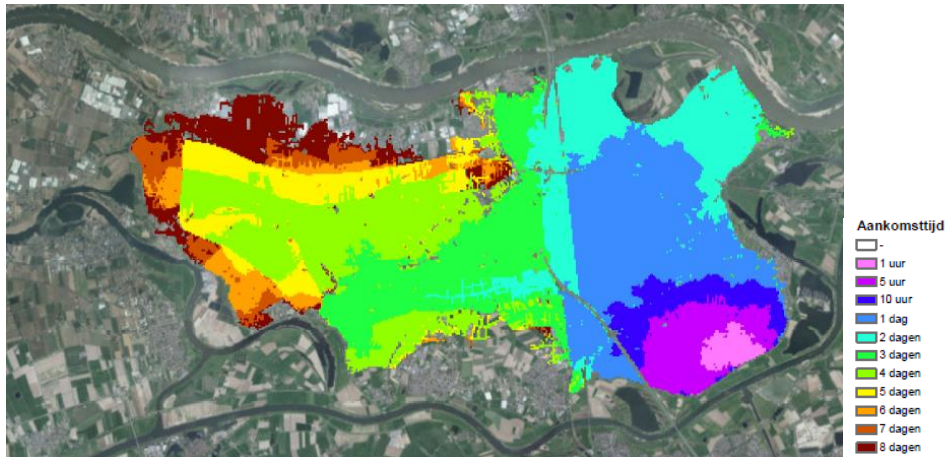 Aankomsttijd
-
1 uur
5 uur
10 uur
1 dag
2 dagen
3 dagen
4 dagen
5 dagen
6 dagen
7 dagen
8 dagen